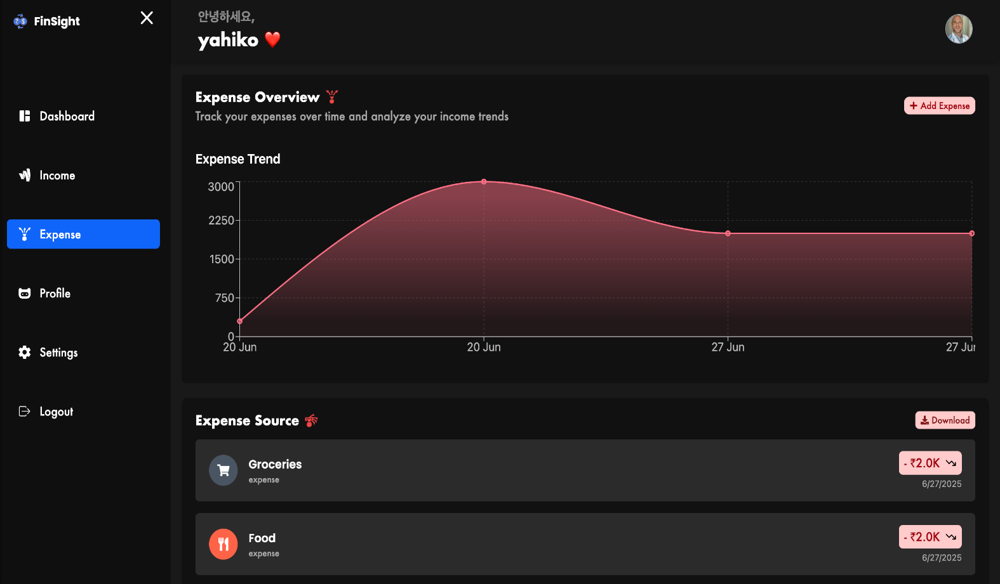 FinSight
안녕하세요,
yahiko ❤️
Dashboard
Income
Expense
Profile
Settings
Logout
Expense Overview
Track your expenses over time and analyze your income trends
+ Add Expense
Expense Trend
3000
2250
1500
750
0
20 Jun 20 Jun 27 Jun 27 Jun
Expense Source
Download
Groceries
expense
- ₹2.0K
6/27/2025
Food
expense
- ₹2.0K
6/27/2025